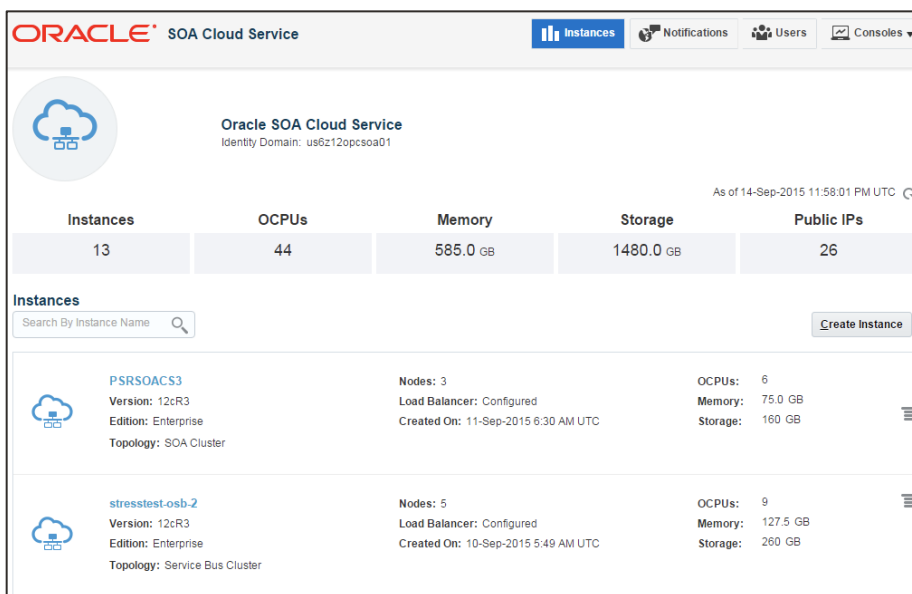 ORACLE® SOA Cloud Service
Instances
Notifications
Users
Consoles
Oracle SOA Cloud Service
Identity Domain: us6z12opcsoa01
As of 14-Sep-2015 11:58:01 PM UTC
Instances OCPUs Memory Storage Public IPs
13 44 585.0 GB 1480.0 GB 26
Instances
Search By Instance Name
Create Instance
PSRSOACS3 Nodes: 3 OCPUs: 6
Version: 12cR3 Load Balancer: Configured Memory: 75.0 GB
Edition: Enterprise Created On: 11-Sep-2015 6:30 AM UTC Storage: 160 GB
Topology: SOA Cluster
stresstest-osb-2 Nodes: 5 OCPUs: 9
Version: 12cR3 Load Balancer: Configured Memory: 127.5 GB
Edition: Enterprise Created On: 10-Sep-2015 5:49 AM UTC Storage: 260 GB
Topology: Service Bus Cluster